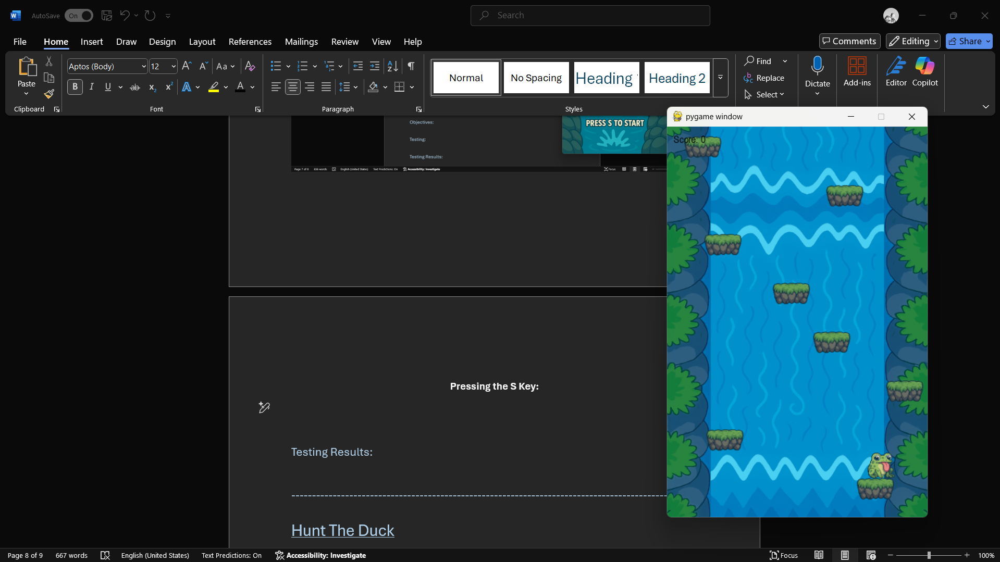 AutoSave On Search
File Home Insert Draw Design Layout References Mailings Review View Help Comments Editing Share
Paste
Aptos (Body) 12 Aa
B I U ab x₂ x² A A
Normal No Spacing Heading Heading 2
Find
Replace
Select
Dictate Add-ins Editor Copilot
Clipboard Font Paragraph Styles
pygame window
Score: 0
Objectives:
PRESS S TO START
Testing:
Testing Results:
Page 7 of 8 656 words English (United States) Text Predictions: On Accessibility: Investigate Focus
Pressing the S Key:
Testing Results:
Hunt The Duck
Page 8 of 9 667 words English (United States) Text Predictions: On Accessibility: Investigate Focus 100%